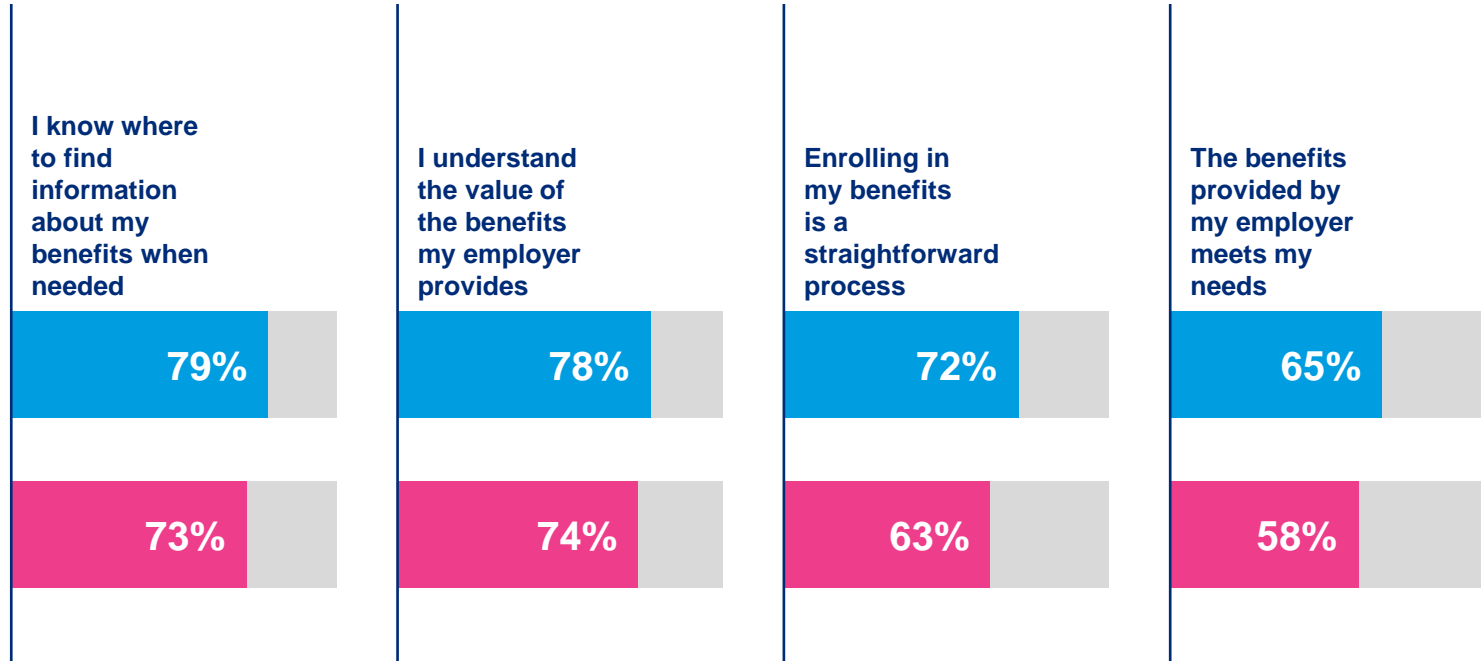 I know where
to find
information
about my
benefits when
needed
79%
73%
I understand
the value of
the benefits
my employer
provides
78%
74%
Enrolling in
my benefits
is a
straightforward
process
72%
63%
The benefits
provided by
my employer
meets my
needs
65%
58%